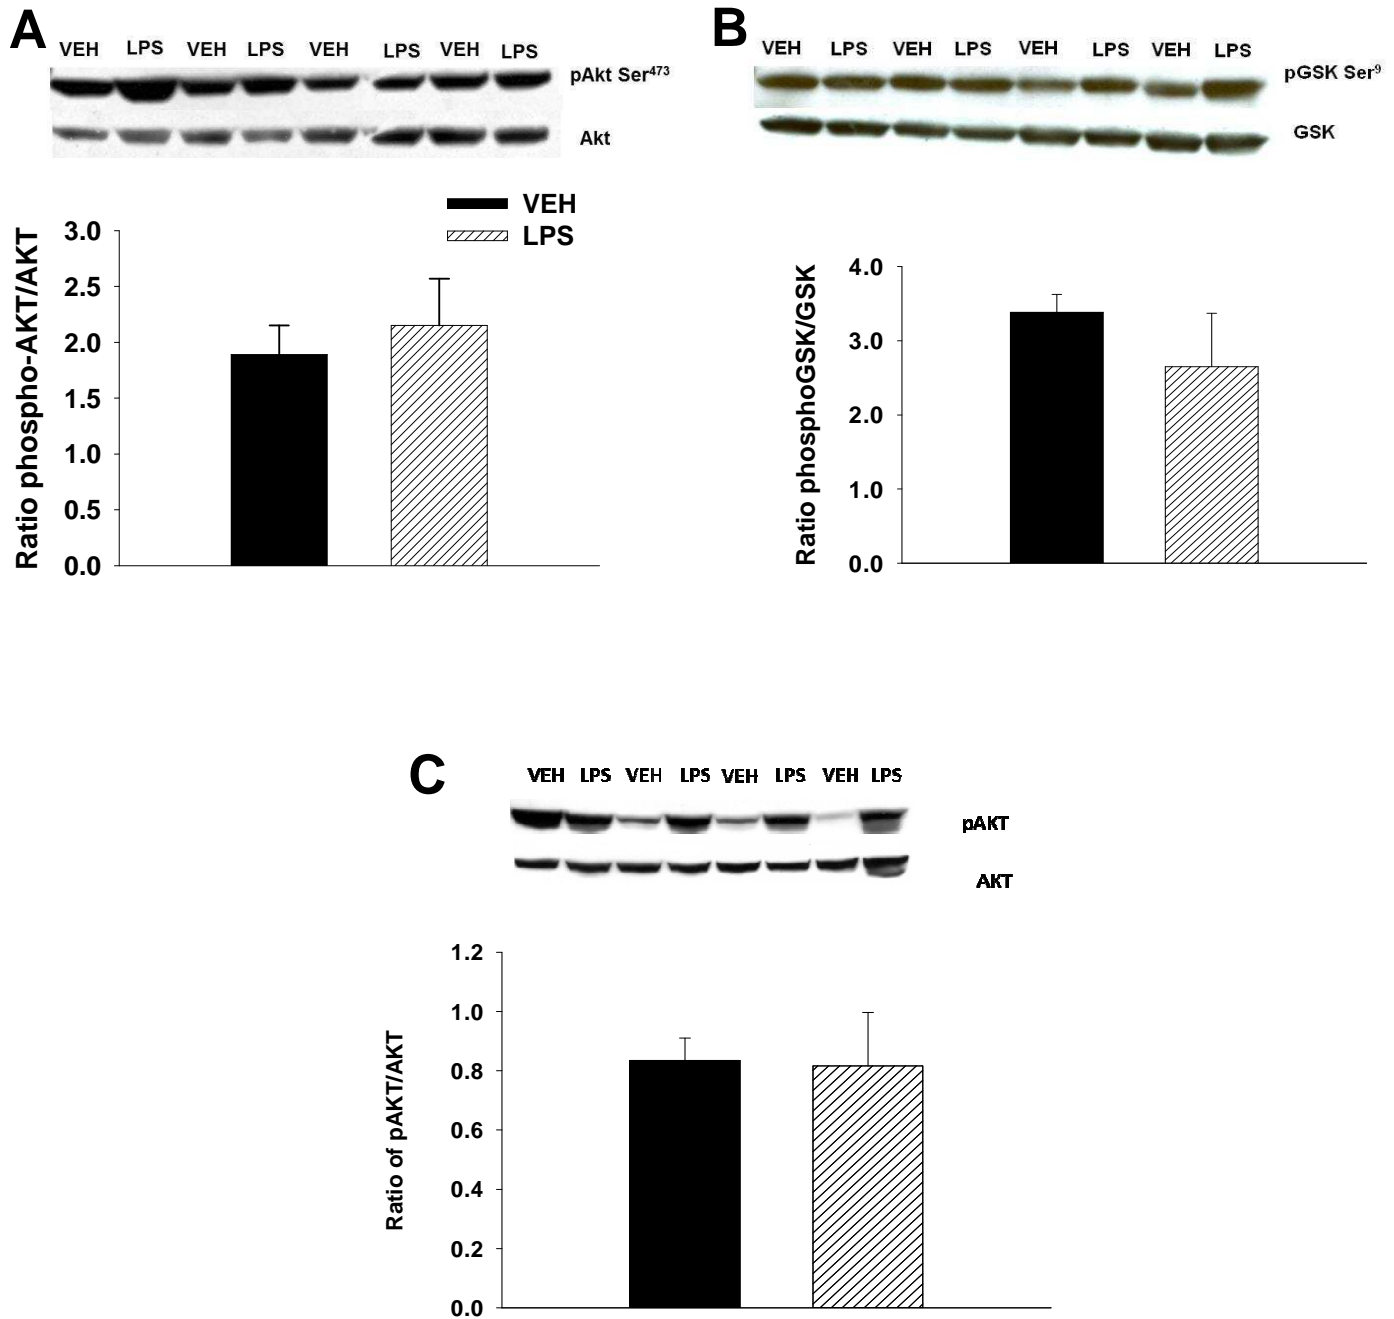 A
VEH LPS VEH LPS VEH LPS VEH LPS
pAkt Ser473
Akt
VEH
LPS
Ratio phospho-AKT/AKT
3.0
2.5
2.0
1.5
1.0
0.5
0.0
B
VEH LPS VEH LPS VEH LPS VEH LPS
pGSK Ser9
GSK
Ratio phosphoGSK/GSK
4.0
3.0
2.0
1.0
0.0
C
VEH LPS VEH LPS VEH LPS VEH LPS
pAKT
AKT
Ratio of pAKT/AKT
1.2
1.0
0.8
0.6
0.4
0.2
0.0